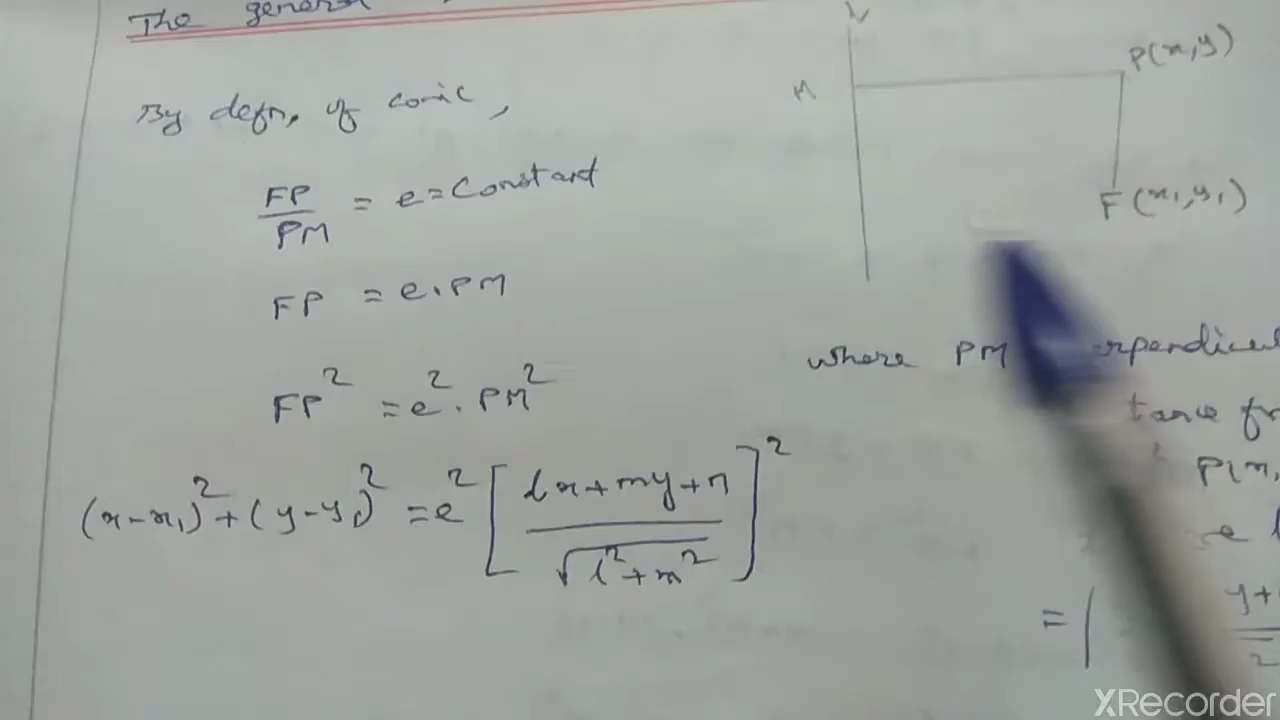 The general
By defn, of conic,
FP/PM = e = Constant
FP = e.PM
FP² = e². PM²
(x-x₁)² + (y-y₁)² = e² [ lx+my+n / √l²+m² ]²
L
M
P(x,y)
F(x₁,y₁)
where PM
P(x,
XRecorder